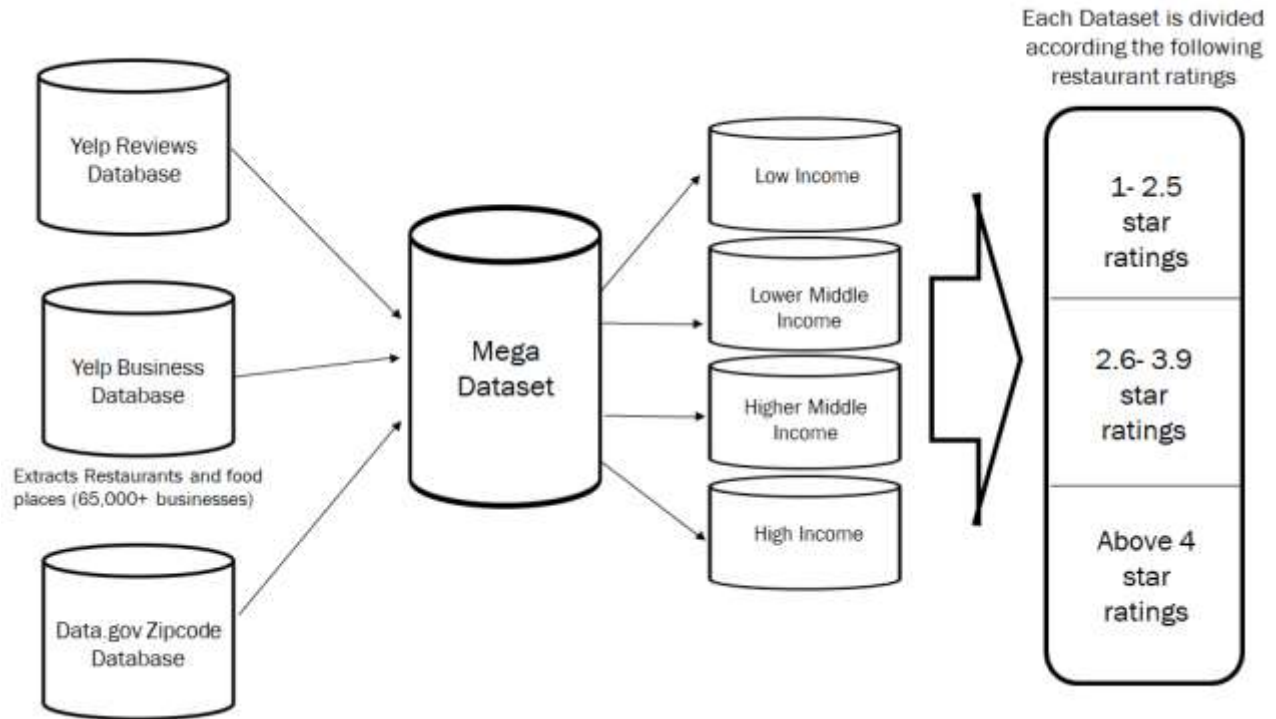 Each Dataset is divided
according the following
restaurant ratings
Yelp Reviews
Database
Yelp Business
Database
Extracts Restaurants and food
places (65,000+ businesses)
Data.gov Zipcode
Database
Mega
Dataset
Low Income
Lower Middle
Income
Higher Middle
Income
High Income
1- 2.5
star
ratings
2.6- 3.9
star
ratings
Above 4
star
ratings